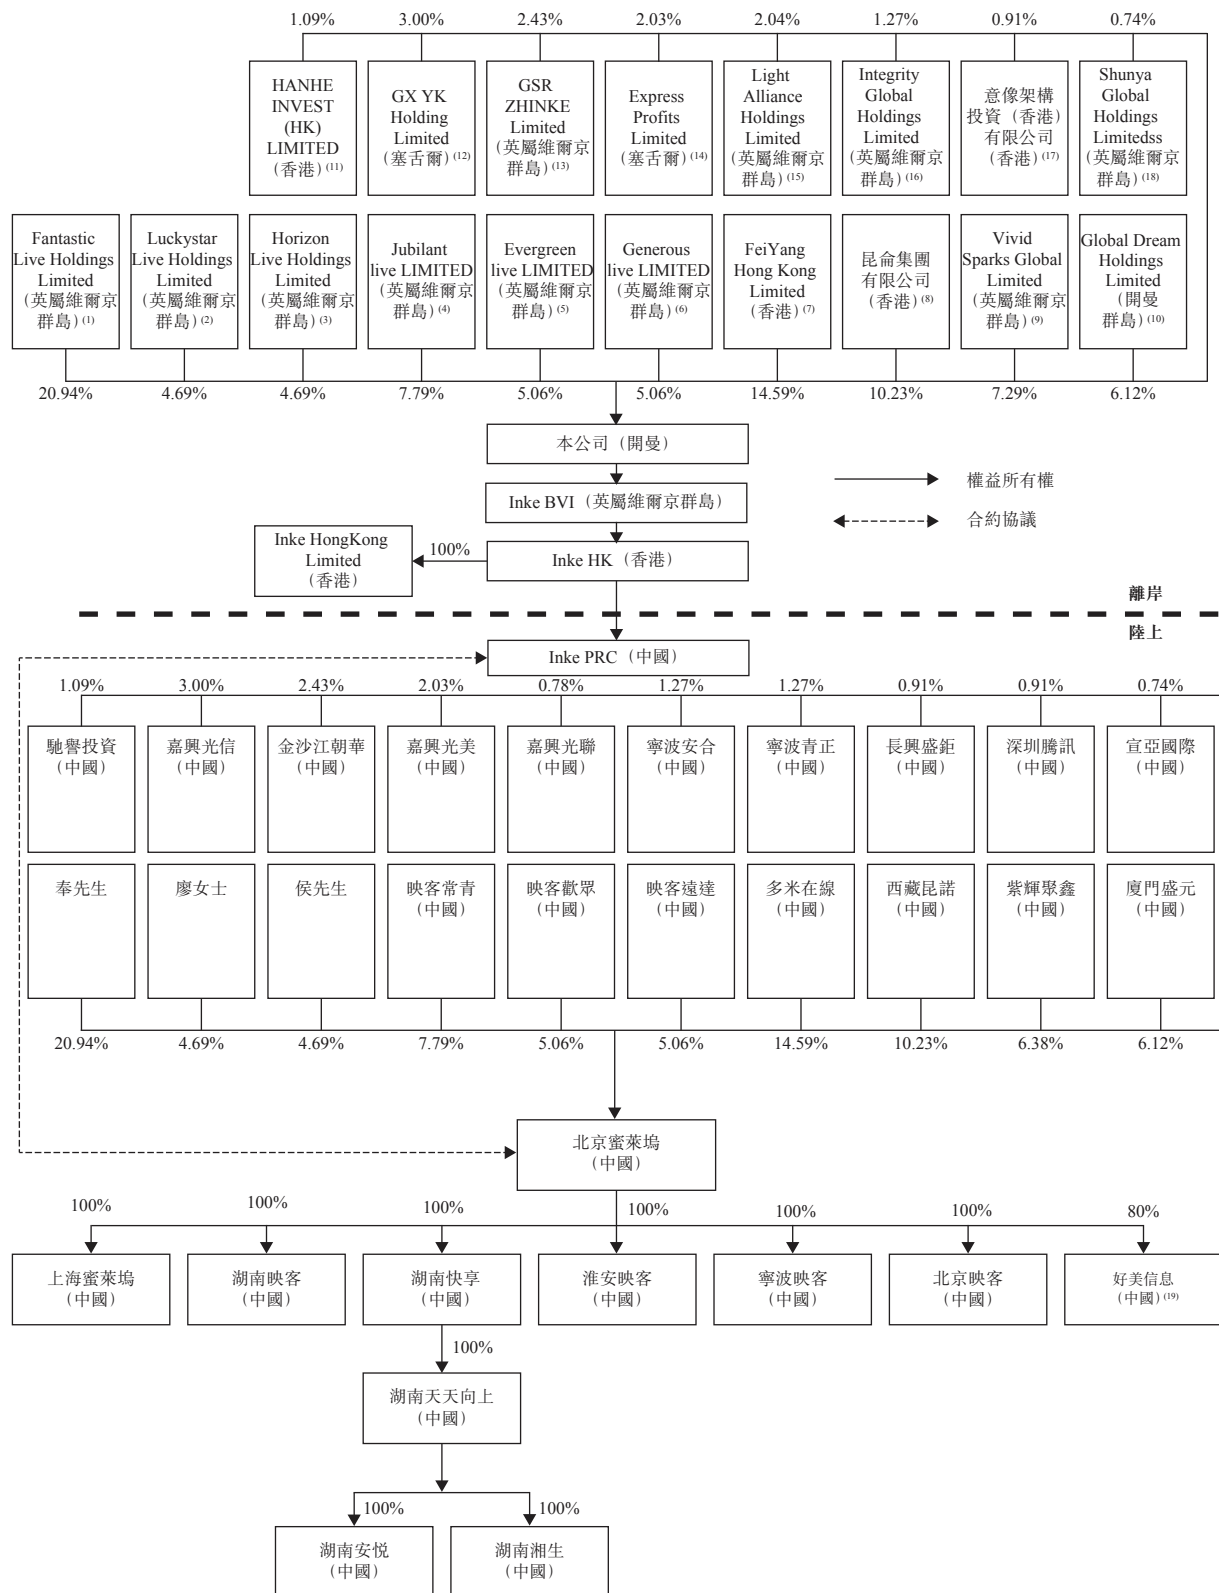 1.09% 3.00% 2.43% 2.03% 2.04% 1.27% 0.91% 0.74%
HANHE
INVEST
(HK)
LIMITED
(香港)(11)
GX YK
Holding
Limited
(塞舌爾)(12)
GSR
ZHINKE
Limited
(英屬維爾京
群島)(13)
Express
Profits
Limited
(塞舌爾)(14)
Light
Alliance
Holdings
Limited
(英屬維爾京
群島)(15)
Integrity
Global
Holdings
Limited
(英屬維爾京
群島)(16)
意像架構
投資(香港)
有限公司
(香港)(17)
Shunya
Global
Holdings
Limitedss
(英屬維爾京
群島)(18)
Fantastic
Live Holdings
Limited
(英屬維爾京
群島)(1)
Luckystar
Live Holdings
Limited
(英屬維爾京
群島)(2)
Horizon
Live Holdings
Limited
(英屬維爾京
群島)(3)
Jubilant
live LIMITED
(英屬維爾京
群島)(4)
Evergreen
live LIMITED
(英屬維爾京
群島)(5)
Generous
live LIMITED
(英屬維爾京
群島)(6)
FeiYang
Hong Kong
Limited
(香港)(7)
昆侖集團
有限公司
(香港)(8)
Vivid
Sparks Global
Limited
(英屬維爾京
群島)(9)
Global Dream
Holdings
Limited
(開曼
群島)(10)
20.94% 4.69% 4.69% 7.79% 5.06% 5.06% 14.59% 10.23% 7.29% 6.12%
本公司(開曼)
Inke BVI(英屬維爾京群島)
權益所有權
合約協議
Inke HongKong
Limited
(香港)
100%
Inke HK(香港)
離岸
陸上
Inke PRC(中國)
1.09% 3.00% 2.43% 2.03% 0.78% 1.27% 1.27% 0.91% 0.91% 0.74%
馳譽投資
(中國)
嘉興光信
(中國)
金沙江朝華
(中國)
嘉興光美
(中國)
嘉興光聯
(中國)
寧波安合
(中國)
寧波青正
(中國)
長興盛鉅
(中國)
深圳騰訊
(中國)
宣亞國際
(中國)
奉先生
廖女士
侯先生
映客常青
(中國)
映客歡眾
(中國)
映客遠達
(中國)
多米在線
(中國)
西藏昆諾
(中國)
紫輝聚鑫
(中國)
廈門盛元
(中國)
20.94% 4.69% 4.69% 7.79% 5.06% 5.06% 14.59% 10.23% 6.38% 6.12%
北京蜜萊塢
(中國)
100% 100% 100% 100% 100% 100% 80%
上海蜜萊塢
(中國)
湖南映客
(中國)
湖南快享
(中國)
淮安映客
(中國)
寧波映客
(中國)
北京映客
(中國)
好美信息
(中國)(19)
100%
湖南天天向上
(中國)
100% 100%
湖南安悅
(中國)
湖南湘生
(中國)